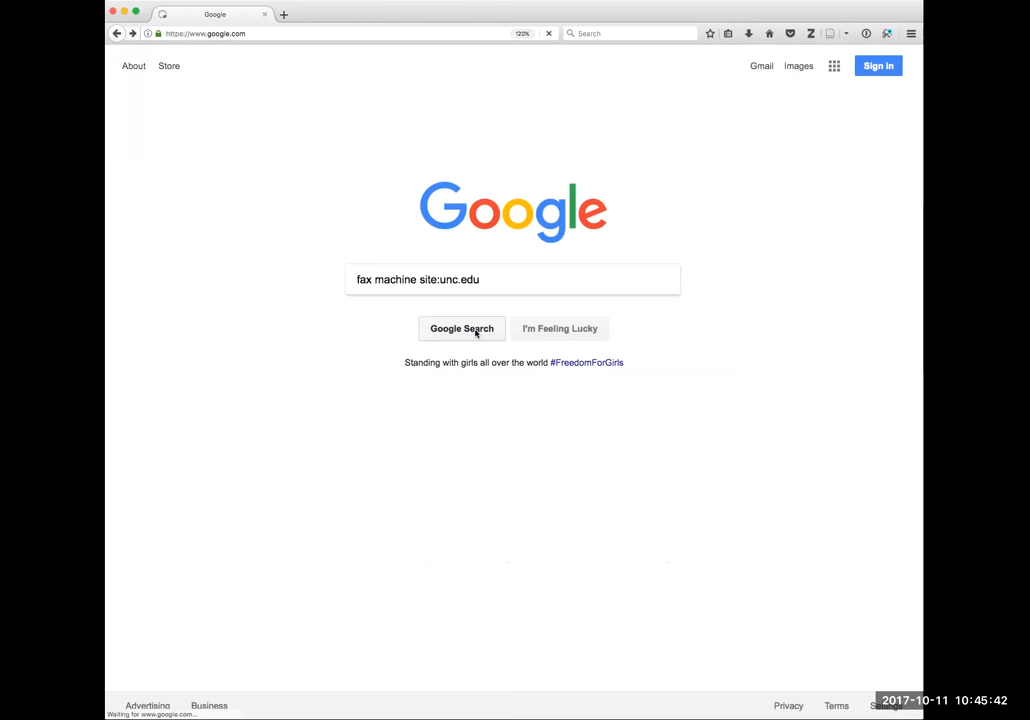 Google
https://www.google.com
120%
Search
About Store
Gmail Images Sign in
Google
fax machine site:unc.edu
Google Search I'm Feeling Lucky
Standing with girls all over the world #FreedomForGirls
Advertising Business
Privacy Terms
Waiting for www.google.com...
2017-10-11 10:45:42